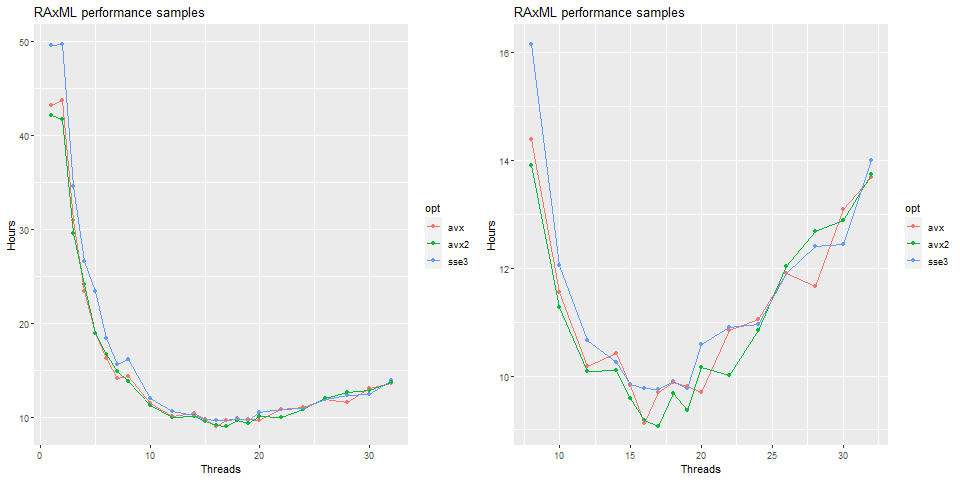 RAxML performance samples
50
40
30
20
10
Hours
0
10
20
30
Threads
opt
avx
avx2
sse3
RAxML performance samples
16
14
12
10
Hours
10
15
20
25
30
Threads
opt
avx
avx2
sse3